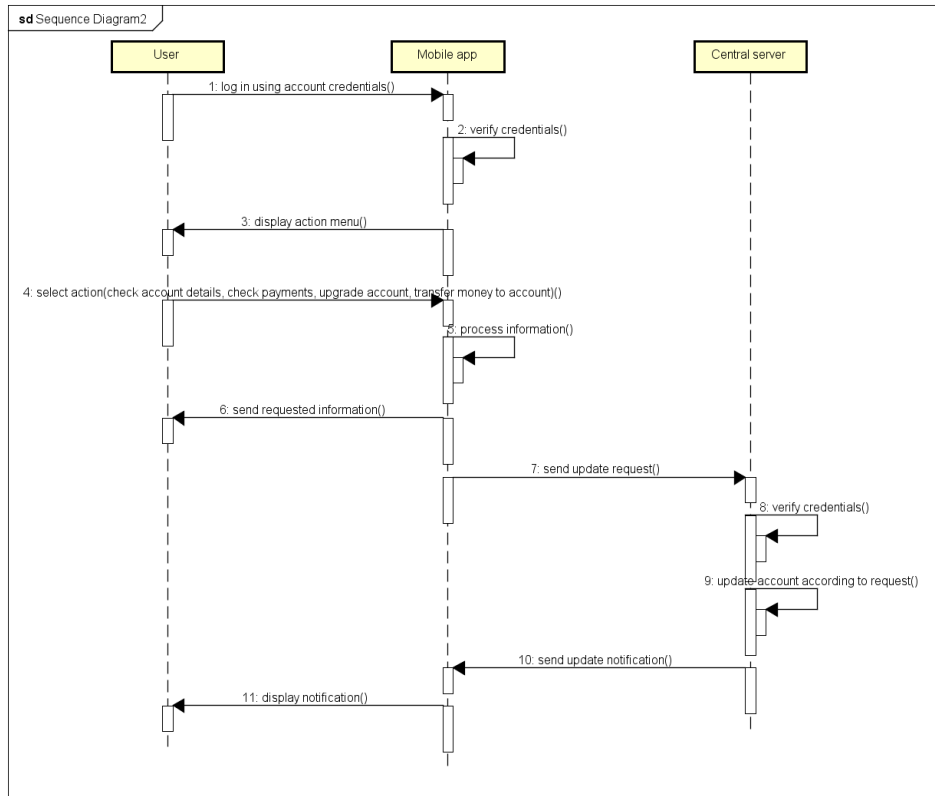 sd Sequence Diagram2
User
Mobile app
Central server
1: log in using account credentials()
2: verify credentials()
3: display action menu()
4: select action(check account details, check payments, upgrade account, transfer money to account)()
5: process information()
6: send requested information()
7: send update request()
8: verify credentials()
9: update account according to request()
10: send update notification()
11: display notification()